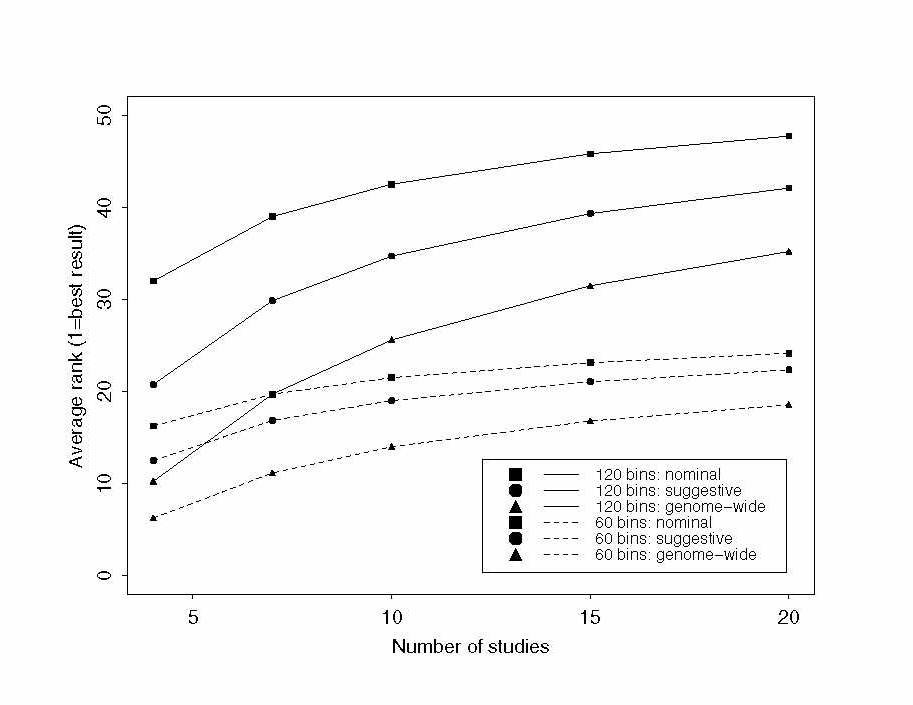 50
40
30
20
10
0
Average rank (1=best result)
120 bins: nominal
120 bins: suggestive
120 bins: genome−wide
60 bins: nominal
60 bins: suggestive
60 bins: genome−wide
5 10 15 20
Number of studies